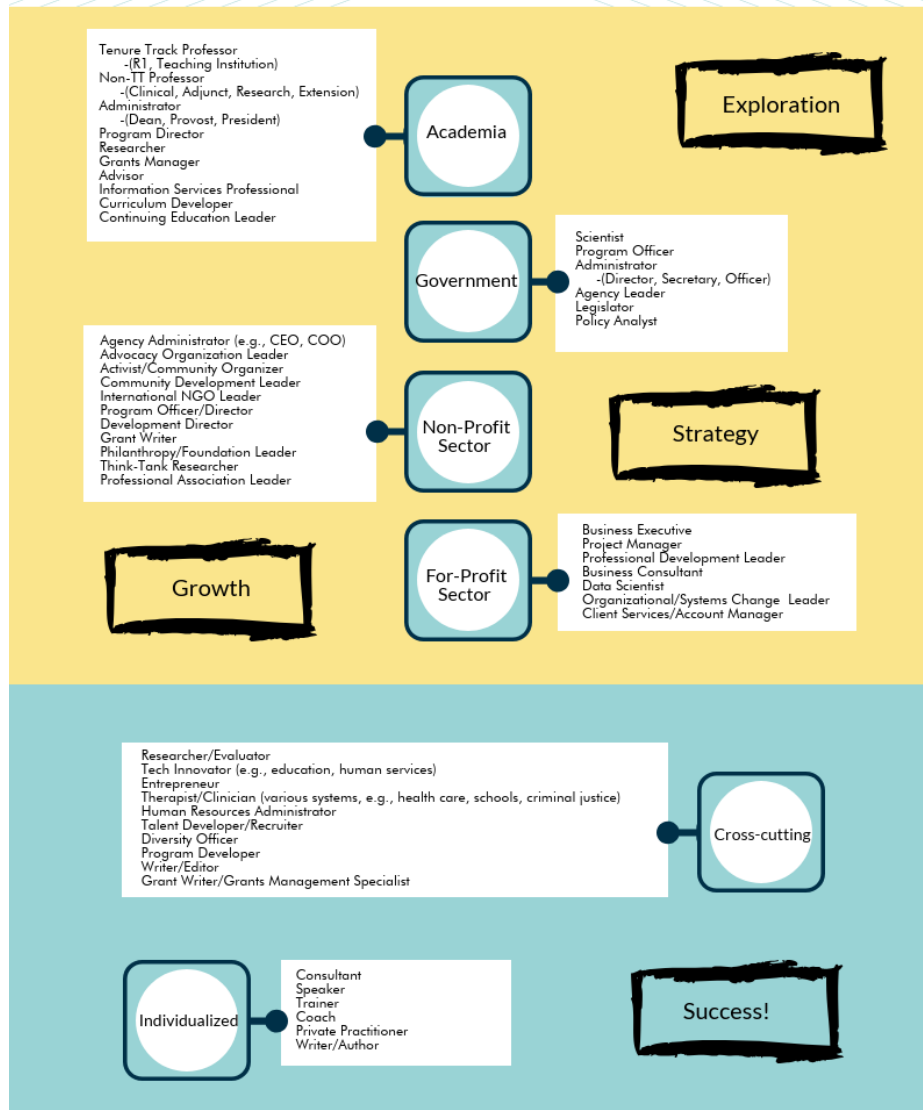 Tenure Track Professor
-(R1, Teaching Institution)
Non-TT Professor
-(Clinical, Adjunct, Research, Extension)
Administrator
-(Dean, Provost, President)
Program Director
Researcher
Grants Manager
Advisor
Information Services Professional
Curriculum Developer
Continuing Education Leader
Academia
Exploration
Government
Scientist
Program Officer
Administrator
-(Director, Secretary, Officer)
Agency Leader
Legislator
Policy Analyst
Agency Administrator (e.g., CEO, COO)
Advocacy Organization Leader
Activist/Community Organizer
Community Development Leader
International NGO Leader
Program Officer/Director
Development Director
Grant Writer
Philanthropy/Foundation Leader
Think-Tank Researcher
Professional Association Leader
Non-Profit
Sector
Strategy
Growth
For-Profit
Sector
Business Executive
Project Manager
Professional Development Leader
Business Consultant
Data Scientist
Organizational/Systems Change Leader
Client Services/Account Manager
Researcher/Evaluator
Tech Innovator (e.g., education, human services)
Entrepreneur
Therapist/Clinician (various systems, e.g., health care, schools, criminal justice)
Human Resources Administrator
Talent Developer/Recruiter
Diversity Officer
Program Developer
Writer/Editor
Grant Writer/Grants Management Specialist
Cross-cutting
Individualized
Consultant
Speaker
Trainer
Coach
Private Practitioner
Writer/Author
Success!